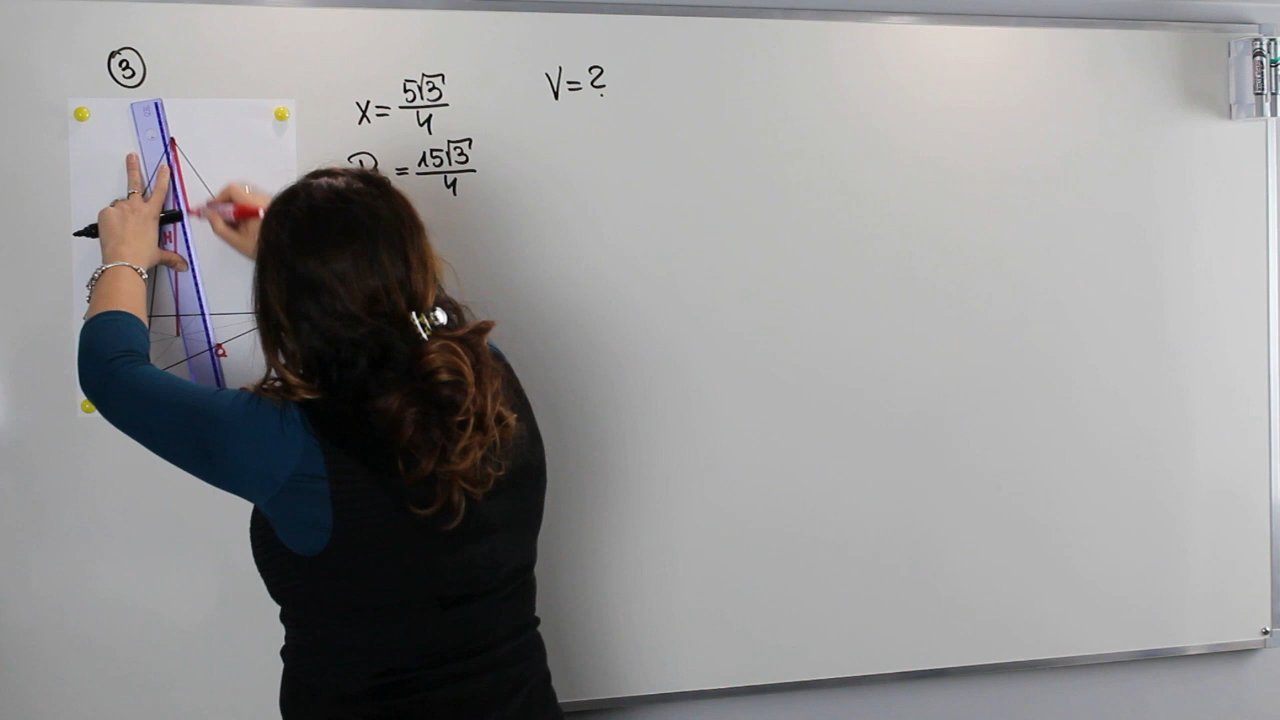 ③
X = 5√3/4
V = ?
= 15√3/4
H
a